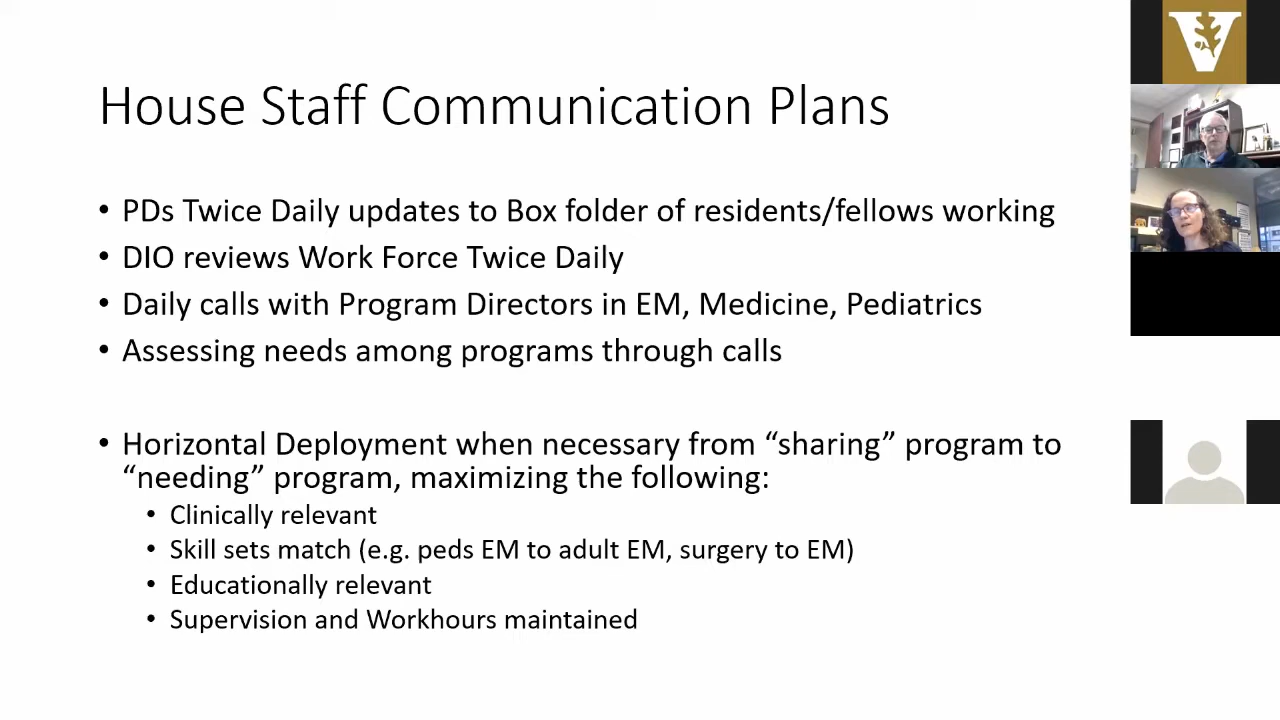 V
House Staff Communication Plans
• PDs Twice Daily updates to Box folder of residents/fellows working
• DIO reviews Work Force Twice Daily
• Daily calls with Program Directors in EM, Medicine, Pediatrics
• Assessing needs among programs through calls
• Horizontal Deployment when necessary from “sharing” program to
“needing” program, maximizing the following:
• Clinically relevant
• Skill sets match (e.g. peds EM to adult EM, surgery to EM)
• Educationally relevant
• Supervision and Workhours maintained